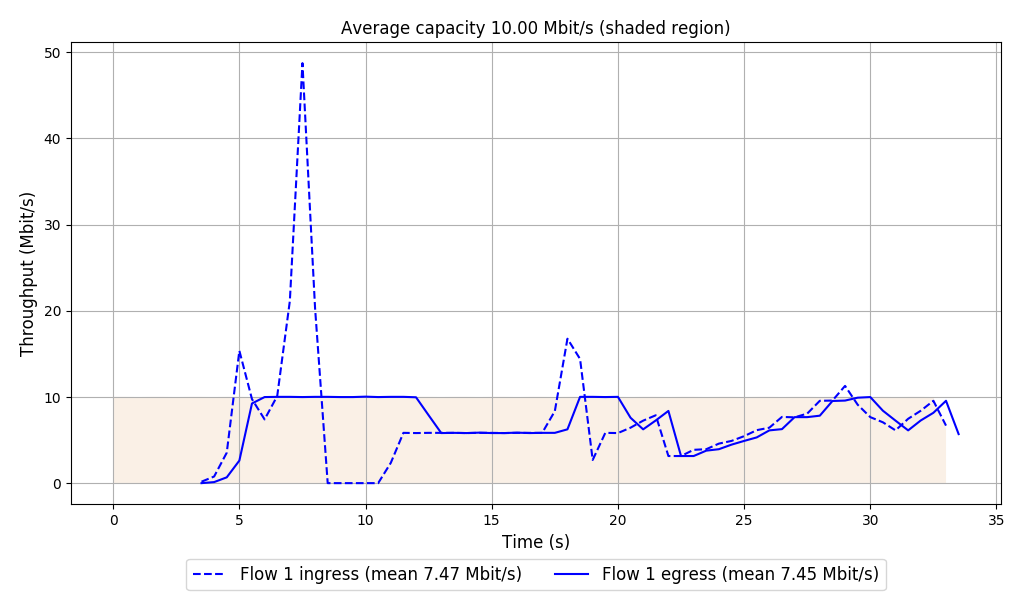 Average capacity 10.00 Mbit/s (shaded region)
Throughput (Mbit/s)
50
40
30
20
10
0
0 5 10 15 20 25 30 35
Time (s)
Flow 1 ingress (mean 7.47 Mbit/s) Flow 1 egress (mean 7.45 Mbit/s)